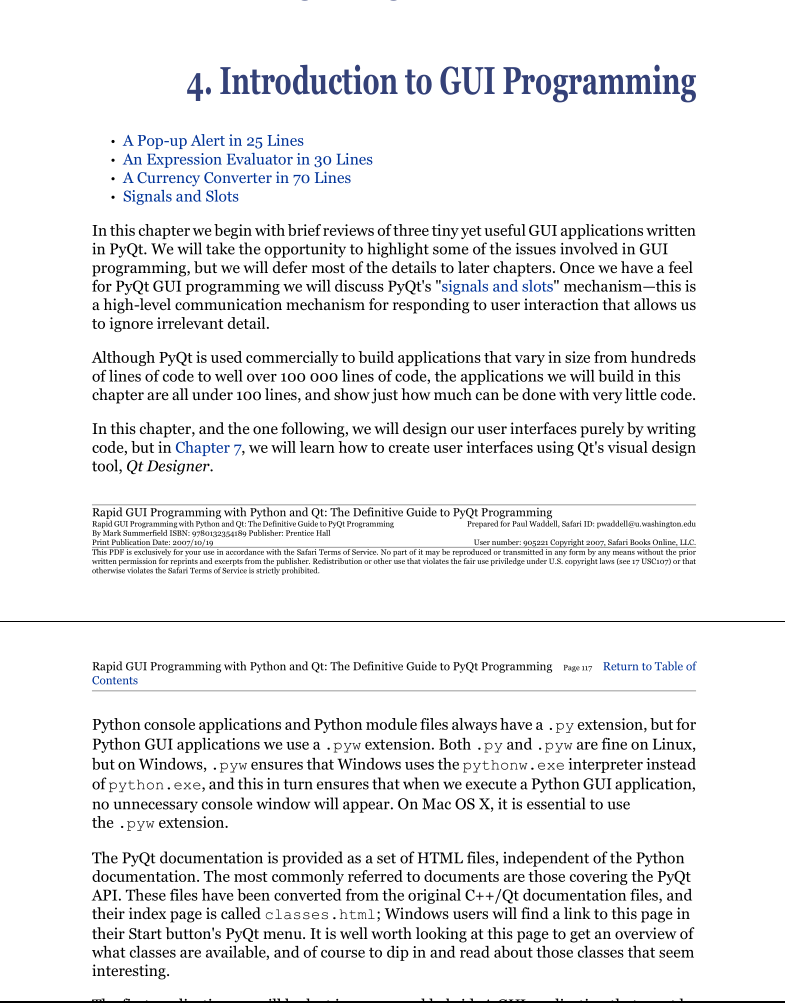 4. Introduction to GUI Programming
• A Pop-up Alert in 25 Lines
• An Expression Evaluator in 30 Lines
• A Currency Converter in 70 Lines
• Signals and Slots
In this chapter we begin with brief reviews of three tiny yet useful GUI applications written
in PyQt. We will take the opportunity to highlight some of the issues involved in GUI
programming, but we will defer most of the details to later chapters. Once we have a feel
for PyQt GUI programming we will discuss PyQt's "signals and slots" mechanism—this is
a high-level communication mechanism for responding to user interaction that allows us
to ignore irrelevant detail.
Although PyQt is used commercially to build applications that vary in size from hundreds
of lines of code to well over 100 000 lines of code, the applications we will build in this
chapter are all under 100 lines, and show just how much can be done with very little code.
In this chapter, and the one following, we will design our user interfaces purely by writing
code, but in Chapter 7, we will learn how to create user interfaces using Qt's visual design
tool, Qt Designer.
Rapid GUI Programming with Python and Qt: The Definitive Guide to PyQt Programming
Rapid GUI Programming with Python and Qt: The Definitive Guide to PyQt Programming Prepared for Paul Waddell, Safari ID: pwaddell@u.washington.edu
By Mark Summerfield ISBN: 9780132354189 Publisher: Prentice Hall
Print Publication Date: 2007/10/19 User number: 905221 Copyright 2007, Safari Books Online, LLC.
This PDF is exclusively for your use in accordance with the Safari Terms of Service. No part of it may be reproduced or transmitted in any form by any means without the prior
written permission for reprints and excerpts from the publisher. Redistribution or other use that violates the fair use priviledge under U.S. copyright laws (see 17 USC107) or that
otherwise violates the Safari Terms of Service is strictly prohibited.
Rapid GUI Programming with Python and Qt: The Definitive Guide to PyQt Programming Page 117 Return to Table of
Contents
Python console applications and Python module files always have a .py extension, but for
Python GUI applications we use a .pyw extension. Both .py and .pyw are fine on Linux,
but on Windows, .pyw ensures that Windows uses the pythonw.exe interpreter instead
of python.exe, and this in turn ensures that when we execute a Python GUI application,
no unnecessary console window will appear. On Mac OS X, it is essential to use
the .pyw extension.
The PyQt documentation is provided as a set of HTML files, independent of the Python
documentation. The most commonly referred to documents are those covering the PyQt
API. These files have been converted from the original C++/Qt documentation files, and
their index page is called classes.html; Windows users will find a link to this page in
their Start button's PyQt menu. It is well worth looking at this page to get an overview of
what classes are available, and of course to dip in and read about those classes that seem
interesting.